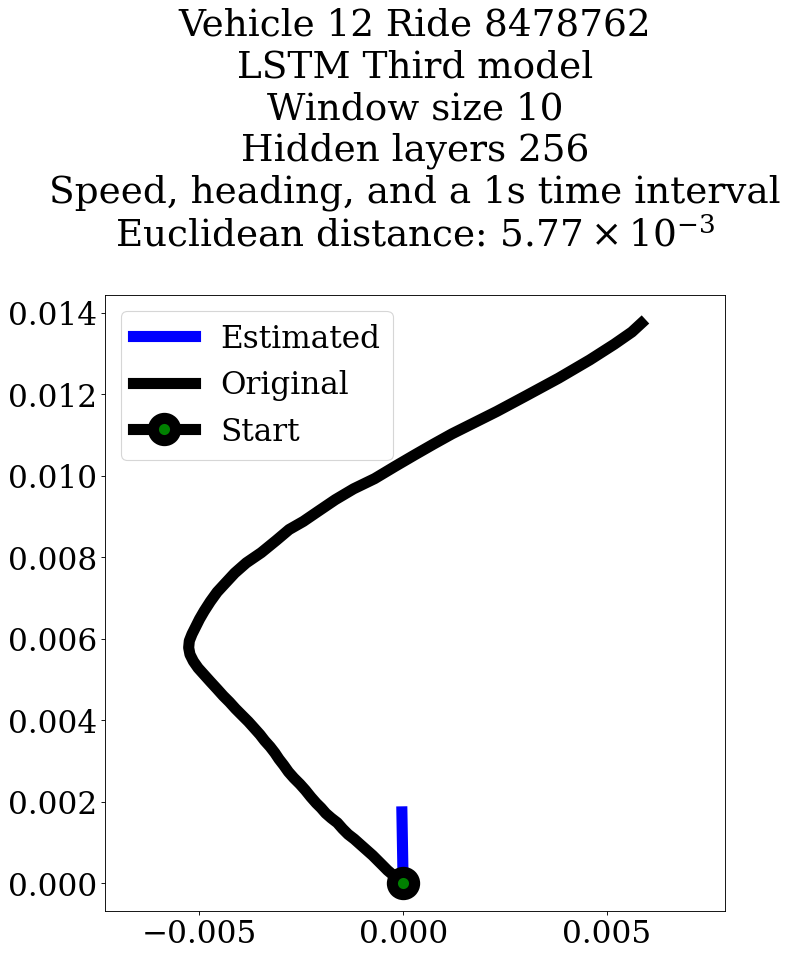 Vehicle 12 Ride 8478762
LSTM Third model
Window size 10
Hidden layers 256
Speed, heading, and a 1s time interval
Euclidean distance: 5.77 × 10⁻³
Estimated
Original
Start
0.014
0.012
0.010
0.008
0.006
0.004
0.002
0.000
−0.005 0.000 0.005